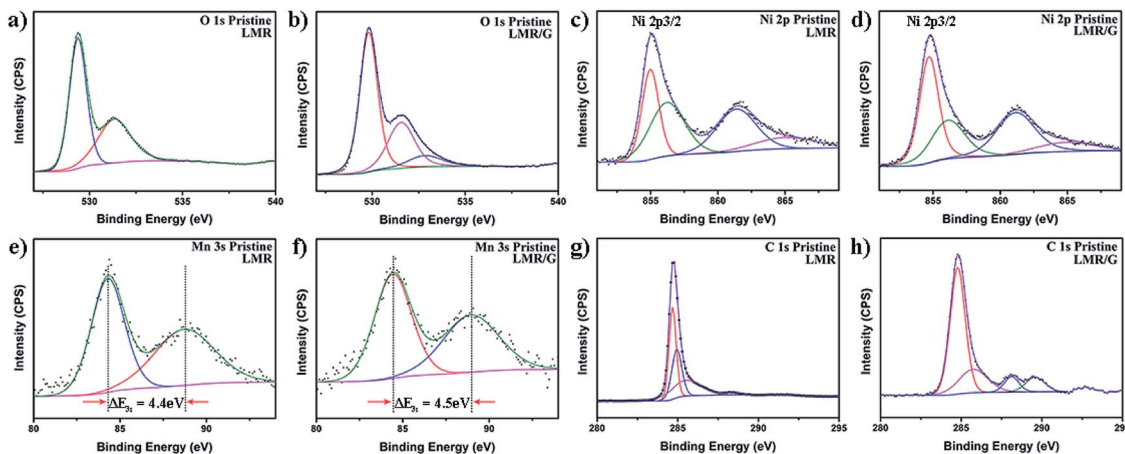 a)
O 1s Pristine
LMR
Intensity (CPS)
530
535
540
Binding Energy (eV)
b)
O 1s Pristine
LMR/G
Intensity (CPS)
530
535
540
Binding Energy (eV)
c)
Ni 2p3/2
Ni 2p Pristine
LMR
Intensity (CPS)
855
860
865
Binding Energy (eV)
d)
Ni 2p3/2
Ni 2p Pristine
LMR/G
Intensity (CPS)
855
860
865
Binding Energy (eV)
e)
Mn 3s Pristine
LMR
Intensity (CPS)
ΔE3s = 4.4eV
80
85
90
Binding Energy (eV)
f)
Mn 3s Pristine
LMR/G
Intensity (CPS)
ΔE3s = 4.5eV
80
85
90
Binding Energy (eV)
g)
C 1s Pristine
LMR
Intensity (CPS)
280
285
290
295
Binding Energy (eV)
h)
C 1s Pristine
LMR/G
Intensity (CPS)
280
285
290
Binding Energy (eV)